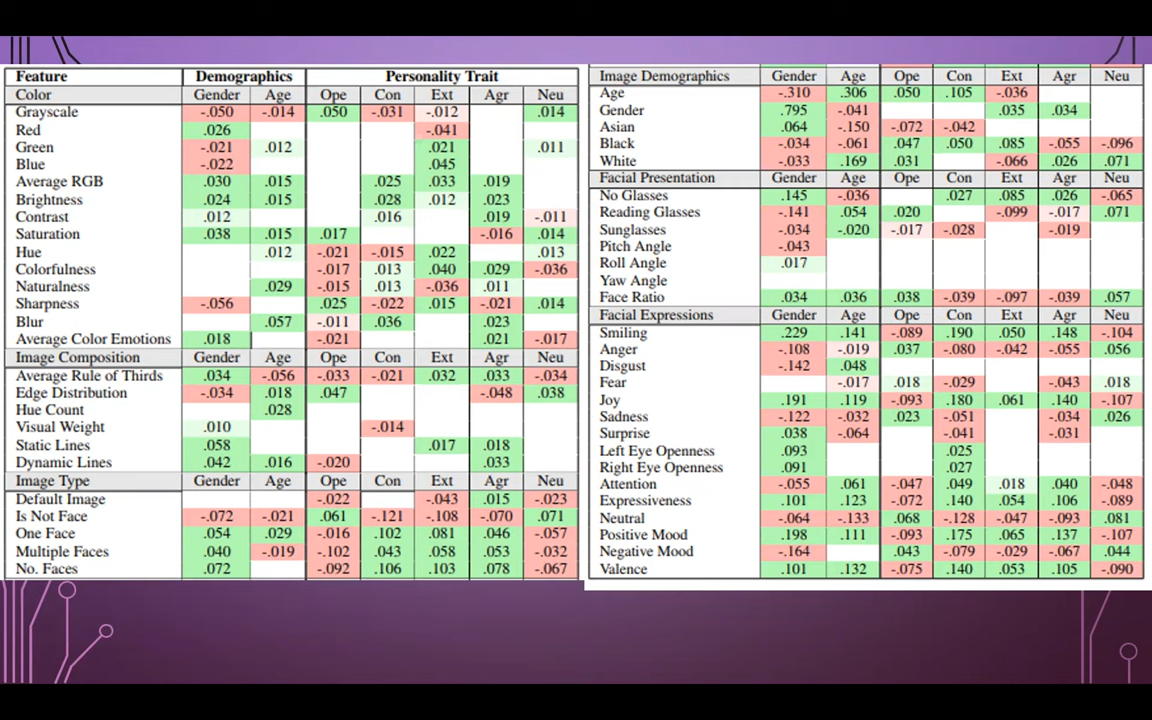 Feature Demographics Personality Trait
Color Gender Age Ope Con Ext Agr Neu
Grayscale -.050 -.014 .050 -.031 -.012 .014
Red .026 -.041
Green -.021 .012 .021 .011
Blue -.022 .045
Average RGB .030 .015 .025 .033 .019
Brightness .024 .015 .028 .012 .023
Contrast .012 .016 .019 -.011
Saturation .038 .015 .017 -.016 .014
Hue .012 -.021 -.015 .022 .013
Colorfulness -.017 .013 .040 .029 -.036
Naturalness .029 -.015 .013 -.036 .011
Sharpness -.056 .025 -.022 .015 -.021 .014
Blur .057 -.011 .036 .023
Average Color Emotions .018 -.021 .021 -.017
Image Composition Gender Age Ope Con Ext Agr Neu
Average Rule of Thirds .034 -.056 -.033 -.021 .032 .033 -.034
Edge Distribution -.034 .018 .047 -.048 .038
Hue Count .028
Visual Weight .010 -.014
Static Lines .058 .017 .018
Dynamic Lines .042 .016 -.020 .033
Image Type Gender Age Ope Con Ext Agr Neu
Default Image -.022 -.043 .015 -.023
Is Not Face -.072 -.021 .061 -.121 -.108 -.070 .071
One Face .054 .029 -.016 .102 .081 .046 -.057
Multiple Faces .040 -.019 -.102 .043 .058 .053 -.032
No. Faces .072 -.092 .106 .103 .078 -.067
Image Demographics Gender Age Ope Con Ext Agr Neu
Age -.310 .306 .050 .105 -.036
Gender .795 -.041 .035 .034
Asian .064 -.150 -.072 -.042
Black -.034 -.061 .047 .050 .085 -.055 -.096
White -.033 .169 .031 -.066 .026 .071
Facial Presentation Gender Age Ope Con Ext Agr Neu
No Glasses .145 -.036 .027 .085 .026 -.065
Reading Glasses -.141 .054 .020 -.099 -.017 .071
Sunglasses -.034 -.020 -.017 -.028 -.019
Pitch Angle -.043
Roll Angle .017
Yaw Angle
Face Ratio .034 .036 .038 -.039 -.097 -.039 .057
Facial Expressions Gender Age Ope Con Ext Agr Neu
Smiling .229 .141 -.089 .190 .050 .148 -.104
Anger -.108 -.019 .037 -.080 -.042 -.055 .056
Disgust -.142 .048
Fear -.017 .018 -.029 -.043 .018
Joy .191 .119 -.093 .180 .061 .140 -.107
Sadness -.122 -.032 .023 -.051 -.034 .026
Surprise .038 -.064 -.041 -.031
Left Eye Openness .093 .025
Right Eye Openness .091 .027
Attention -.055 .061 -.047 .049 .018 .040 -.048
Expressiveness .101 .123 -.072 .140 .054 .106 -.089
Neutral -.064 -.133 .068 -.128 -.047 -.093 .081
Positive Mood .198 .111 -.093 .175 .065 .137 -.107
Negative Mood -.164 .043 -.079 -.029 -.067 .044
Valence .101 .132 -.075 .140 .053 .105 -.090